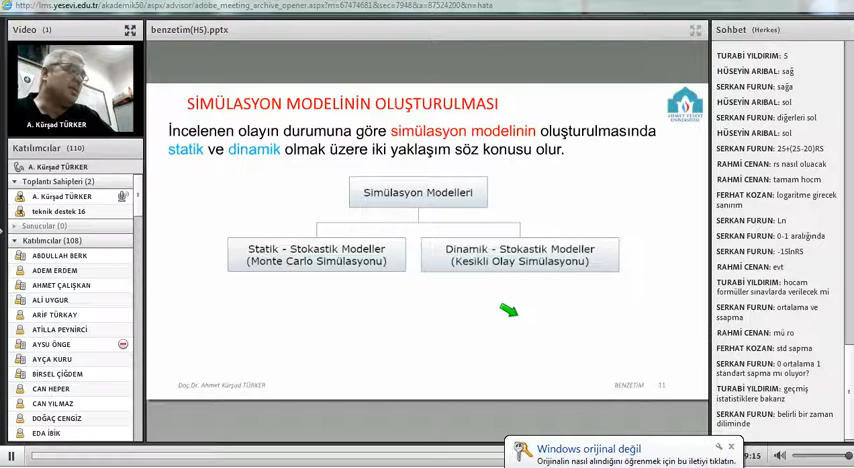 http://lms.yesevi.edu.tr/akademik50/aspx/advisor/adobe_meeting_archive_opener.aspx?m=67474681&sec=7948&a=87524200&n=hata
Video (1)
A. Kürşad TÜRKER
Katılımcılar (110)
A. Kürşad TÜRKER
Toplantı Sahipleri (2)
A. Kürşad TÜRKER
teknik destek 16
Sunucular (0)
Katılımcılar (108)
ABDULLAH BERK
ADEM ERDEM
AHMET ÇALIŞKAN
ALİ UYGUR
ARİF TÜRKAY
ATİLLA PEYNİRCİ
AYSU ÖNGE
AYÇA KURU
BİRSEL ÇİĞDEM
CAN HEPER
CAN YILMAZ
DOĞAÇ CENGİZ
EDA İBİK
benzetim(H5).pptx
SİMÜLASYON MODELİNİN OLUŞTURULMASI
İncelenen olayın durumuna göre simülasyon modelinin oluşturulmasında
statik ve dinamik olmak üzere iki yaklaşım söz konusu olur.
Simülasyon Modelleri
Statik - Stokastik Modeller
(Monte Carlo Simülasyonu)
Dinamik - Stokastik Modeller
(Kesikli Olay Simülasyonu)
Doç.Dr. Ahmet Kürşad TÜRKER
BENZETİM
11
Sohbet (Herkes)
TURABİ YILDIRIM: 5
HÜSEYİN ARIBAL: sağ
SERKAN FURUN: sağa
HÜSEYİN ARIBAL: sol
SERKAN FURUN: diğerleri sol
HÜSEYİN ARIBAL: sol
SERKAN FURUN: 25+(25-20)RS
RAHMİ CENAN: rs nasıl oluacak
RAHMİ CENAN: tamam hocm
FERHAT KOZAN: logaritme girecek
sanırım
SERKAN FURUN: Ln
SERKAN FURUN: 0-1 aralığında
SERKAN FURUN: -15lnRS
RAHMİ CENAN: evt
TURABİ YILDIRIM: hocam
formüller sınavlarda verilecek mi
SERKAN FURUN: ortalama ve
ssapma
RAHMİ CENAN: mü ro
FERHAT KOZAN: std sapma
SERKAN FURUN: 0 ortalama 1
standart sapma mı oluyor?
TURABİ YILDIRIM: geçmiş
istatistiklere bakarız
SERKAN FURUN: belirli bir zaman
diliminde
Windows orijinal değil
Orijinalin nasıl alındığını öğrenmek için bu iletiyi tıklatın.
9:15